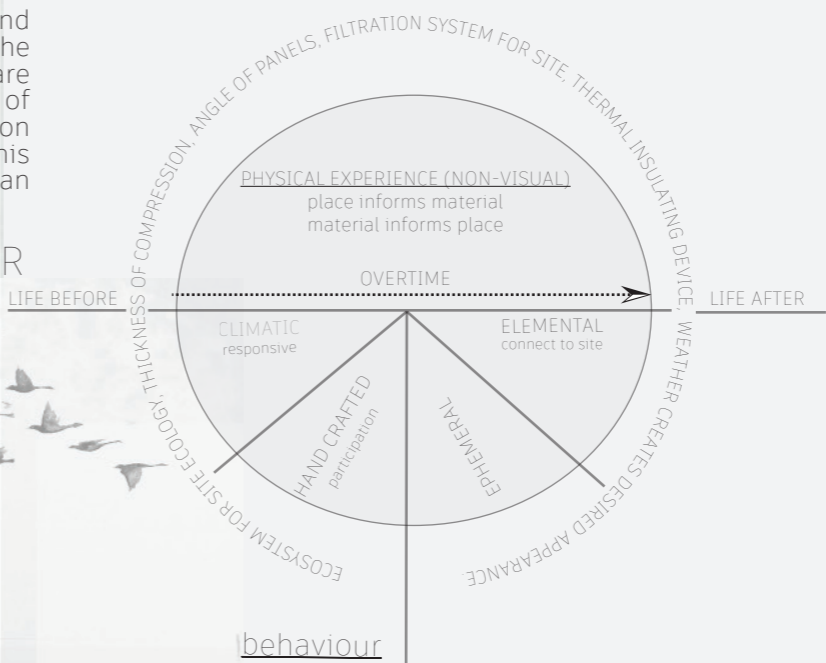 nd
he
are
of
on
his
an
R
ECOSYSTEM FOR SITE ECOLOGY, THICKNESS OF COMPRESSION, ANGLE OF PANELS, FILTRATION SYSTEM FOR SITE, THERMAL INSULATING DEVICE, WEATHER CREATES DESIRED APPEARANCE.
PHYSICAL EXPERIENCE (NON-VISUAL)
place informs material
material informs place
OVERTIME
LIFE BEFORE
LIFE AFTER
CLIMATIC
responsive
ELEMENTAL
connect to site
HAND CRAFTED
participation
EPHEMERAL
behaviour